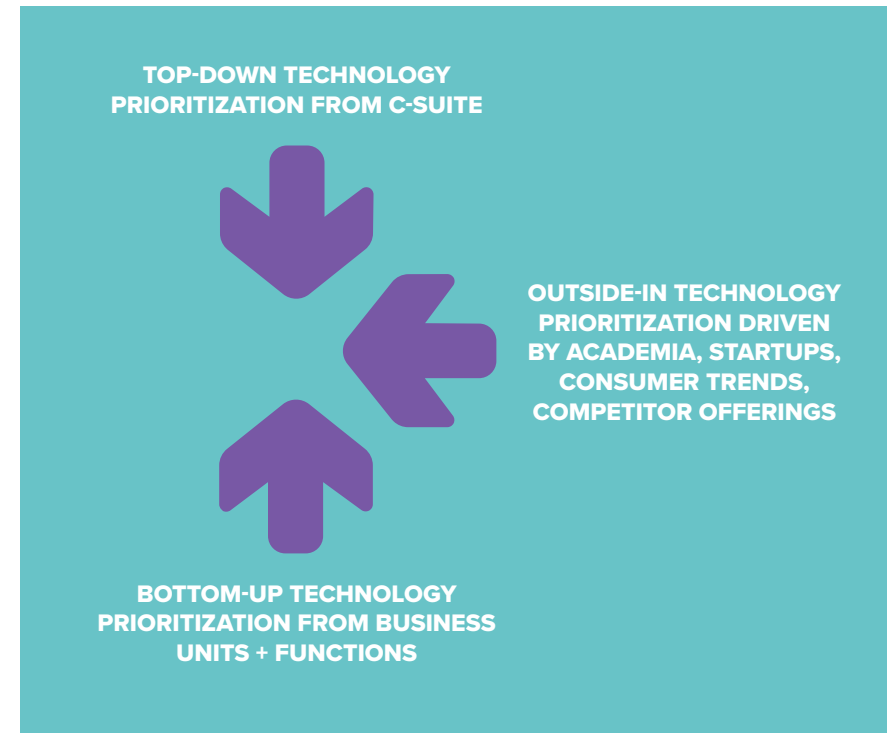 TOP-DOWN TECHNOLOGY
PRIORITIZATION FROM C-SUITE
OUTSIDE-IN TECHNOLOGY
PRIORITIZATION DRIVEN
BY ACADEMIA, STARTUPS,
CONSUMER TRENDS,
COMPETITOR OFFERINGS
BOTTOM-UP TECHNOLOGY
PRIORITIZATION FROM BUSINESS
UNITS + FUNCTIONS